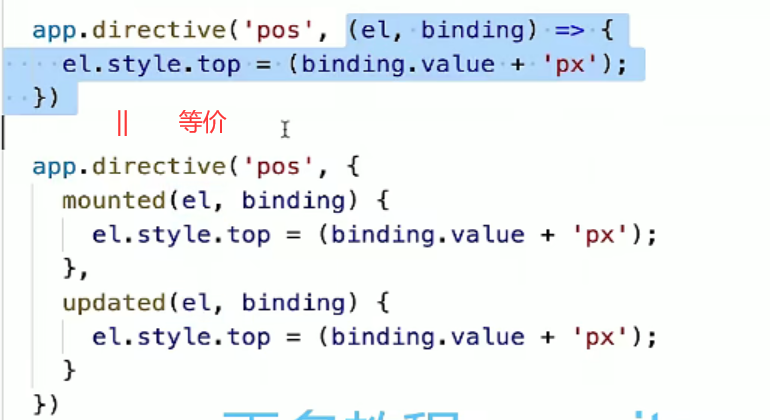 app.directive('pos', (el, binding) => {
  el.style.top = (binding.value + 'px');
})
||  等价
app.directive('pos', {
  mounted(el, binding) {
    el.style.top = (binding.value + 'px');
  },
  updated(el, binding) {
    el.style.top = (binding.value + 'px');
  }
})